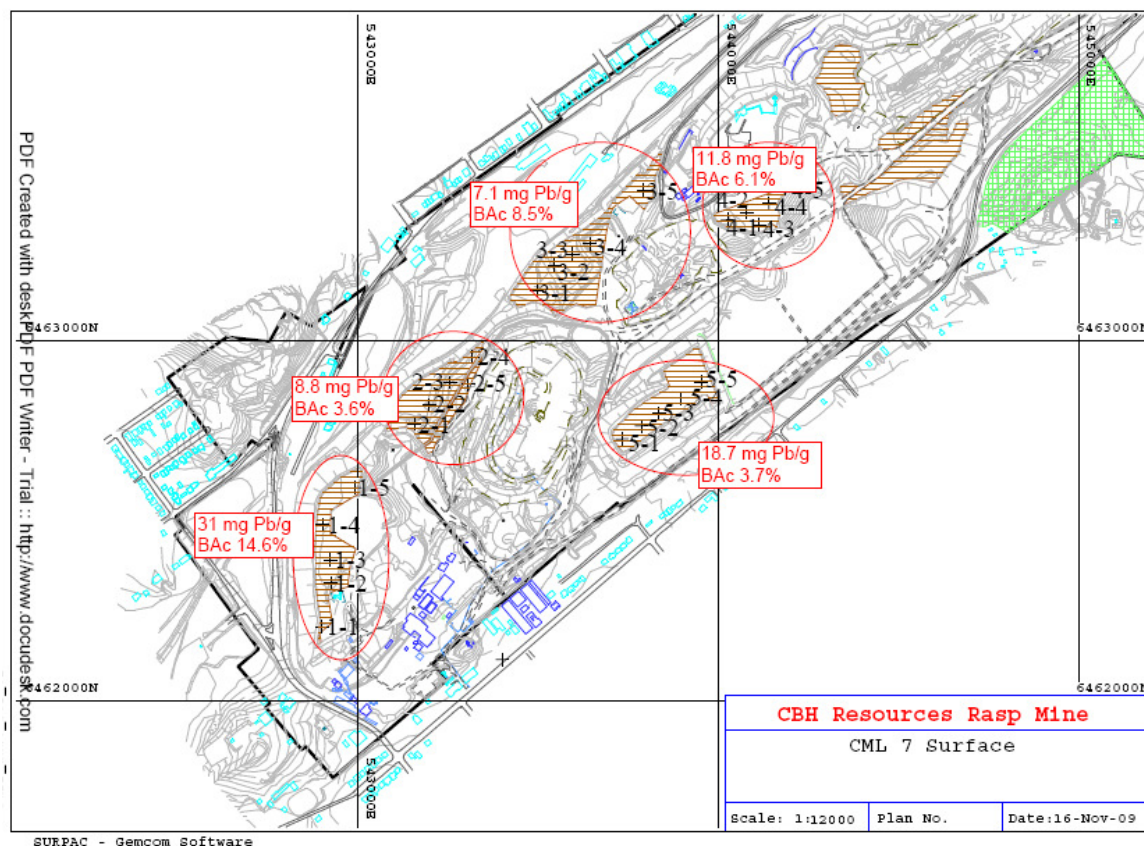 543000E
544000E
545000E
11.8 mg Pb/g
BAc 6.1%
7.1 mg Pb/g
BAc 8.5%
3-5
4-5
4-2
4-4
4-1
4-3
3-4
3-3
3-2
3-1
6463000N
6463000N
2-4
8.8 mg Pb/g
BAc 3.6%
2-3
2-5
2-2
2-1
5-5
5-4
5-3
5-2
5-1
18.7 mg Pb/g
BAc 3.7%
1-5
31 mg Pb/g
BAc 14.6%
1-4
1-3
1-2
1-1
6462000N
6462000N
543000E
CBH Resources Rasp Mine
CML 7 Surface
Scale: 1:12000
Plan No.
Date:16-Nov-09
SURPAC - Gemcom Software
PDF Created with deskPDF PDF Writer - Trial :: http://www.docudesk.com